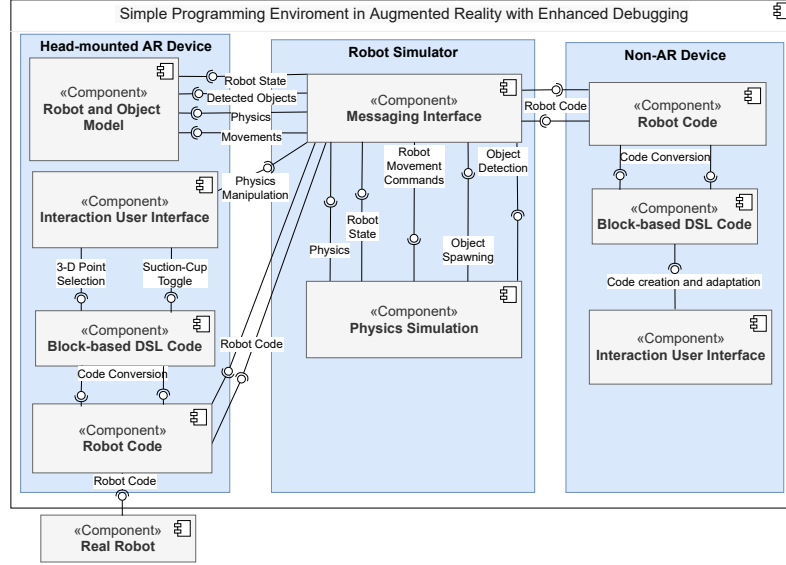 Simple Programming Enviroment in Augmented Reality with Enhanced Debugging
Head-mounted AR Device
«Component»
Robot and Object
Model
Robot State
Detected Objects
Physics
Movements
Physics
Manipulation
«Component»
Interaction User Interface
3-D Point
Selection
Suction-Cup
Toggle
«Component»
Block-based DSL Code
Code Conversion
«Component»
Robot Code
Robot Code
Robot Code
«Component»
Real Robot
Robot Simulator
«Component»
Messaging Interface
Physics
Robot
State
Robot
Movement
Commands
Object
Spawning
Object
Detection
«Component»
Physics Simulation
Robot Code
Non-AR Device
«Component»
Robot Code
Code Conversion
«Component»
Block-based DSL Code
Code creation and adaptation
«Component»
Interaction User Interface